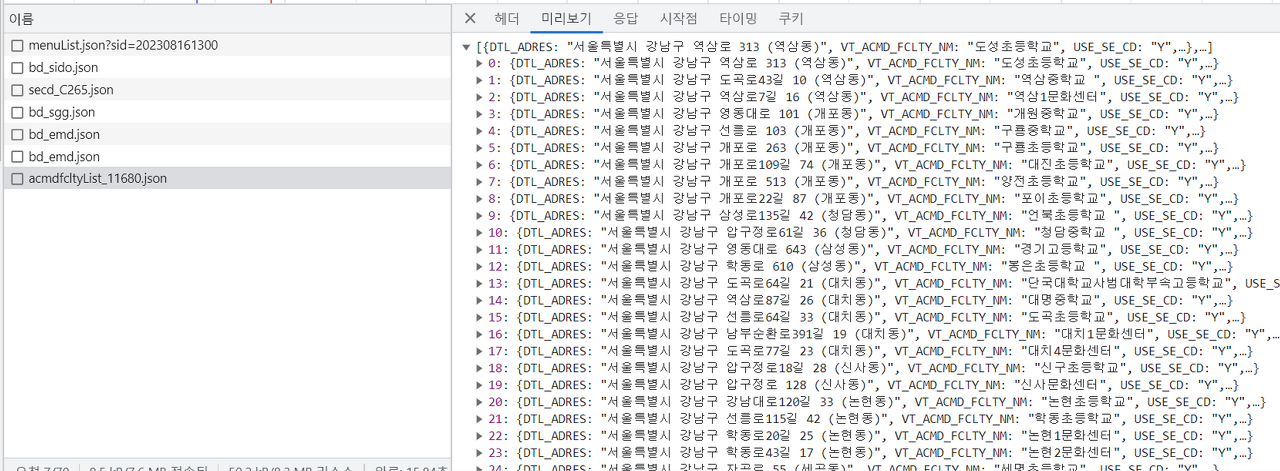 이름
헤더 미리보기 응답 시작점 타이밍 쿠키
menuList.json?sid=202308161300
bd_sido.json
secd_C265.json
bd_sgg.json
bd_emd.json
bd_emd.json
acmdfcltyList_11680.json
[{DTL_ADRES: "서울특별시 강남구 역삼로 313 (역삼동)", VT_ACMD_FCLTY_NM: "도성초등학교", USE_SE_CD: "Y",…},…]
0: {DTL_ADRES: "서울특별시 강남구 역삼로 313 (역삼동)", VT_ACMD_FCLTY_NM: "도성초등학교", USE_SE_CD: "Y",…}
1: {DTL_ADRES: "서울특별시 강남구 도곡로43길 10 (역삼동)", VT_ACMD_FCLTY_NM: "역삼중학교 ", USE_SE_CD: "Y",…}
2: {DTL_ADRES: "서울특별시 강남구 역삼로7길 16 (역삼동)", VT_ACMD_FCLTY_NM: "역삼1문화센터", USE_SE_CD: "Y",…}
3: {DTL_ADRES: "서울특별시 강남구 영동대로 101 (개포동)", VT_ACMD_FCLTY_NM: "개원중학교", USE_SE_CD: "Y",…}
4: {DTL_ADRES: "서울특별시 강남구 선릉로 103 (개포동)", VT_ACMD_FCLTY_NM: "구룡중학교", USE_SE_CD: "Y",…}
5: {DTL_ADRES: "서울특별시 강남구 개포로 263 (개포동)", VT_ACMD_FCLTY_NM: "구룡초등학교", USE_SE_CD: "Y",…}
6: {DTL_ADRES: "서울특별시 강남구 개포로109길 74 (개포동)", VT_ACMD_FCLTY_NM: "대진초등학교", USE_SE_CD: "Y",…}
7: {DTL_ADRES: "서울특별시 강남구 개포로 513 (개포동)", VT_ACMD_FCLTY_NM: "양전초등학교", USE_SE_CD: "Y",…}
8: {DTL_ADRES: "서울특별시 강남구 개포로22길 87 (개포동)", VT_ACMD_FCLTY_NM: "포이초등학교", USE_SE_CD: "Y",…}
9: {DTL_ADRES: "서울특별시 강남구 삼성로135길 42 (청담동)", VT_ACMD_FCLTY_NM: "언북초등학교 ", USE_SE_CD: "Y",…}
10: {DTL_ADRES: "서울특별시 강남구 압구정로61길 36 (청담동)", VT_ACMD_FCLTY_NM: "청담중학교 ", USE_SE_CD: "Y",…}
11: {DTL_ADRES: "서울특별시 강남구 영동대로 643 (삼성동)", VT_ACMD_FCLTY_NM: "경기고등학교", USE_SE_CD: "Y",…}
12: {DTL_ADRES: "서울특별시 강남구 학동로 610 (삼성동)", VT_ACMD_FCLTY_NM: "봉은초등학교 ", USE_SE_CD: "Y",…}
13: {DTL_ADRES: "서울특별시 강남구 도곡로64길 21 (대치동)", VT_ACMD_FCLTY_NM: "단국대학교사범대학부속고등학교", USE_S
14: {DTL_ADRES: "서울특별시 강남구 역삼로87길 26 (대치동)", VT_ACMD_FCLTY_NM: "대명중학교", USE_SE_CD: "Y",…}
15: {DTL_ADRES: "서울특별시 강남구 선릉로64길 33 (대치동)", VT_ACMD_FCLTY_NM: "도곡초등학교", USE_SE_CD: "Y",…}
16: {DTL_ADRES: "서울특별시 강남구 남부순환로391길 19 (대치동)", VT_ACMD_FCLTY_NM: "대치1문화센터", USE_SE_CD: "Y",…}
17: {DTL_ADRES: "서울특별시 강남구 도곡로77길 23 (대치동)", VT_ACMD_FCLTY_NM: "대치4문화센터", USE_SE_CD: "Y",…}
18: {DTL_ADRES: "서울특별시 강남구 압구정로18길 28 (신사동)", VT_ACMD_FCLTY_NM: "신구초등학교", USE_SE_CD: "Y",…}
19: {DTL_ADRES: "서울특별시 강남구 압구정로 128 (신사동)", VT_ACMD_FCLTY_NM: "신사문화센터", USE_SE_CD: "Y",…}
20: {DTL_ADRES: "서울특별시 강남구 강남대로120길 33 (논현동)", VT_ACMD_FCLTY_NM: "논현초등학교", USE_SE_CD: "Y",…}
21: {DTL_ADRES: "서울특별시 강남구 선릉로115길 42 (논현동)", VT_ACMD_FCLTY_NM: "학동초등학교", USE_SE_CD: "Y",…}
22: {DTL_ADRES: "서울특별시 강남구 학동로20길 25 (논현동)", VT_ACMD_FCLTY_NM: "논현1문화센터", USE_SE_CD: "Y",…}
23: {DTL_ADRES: "서울특별시 강남구 학동로43길 17 (논현동)", VT_ACMD_FCLTY_NM: "논현2문화센터", USE_SE_CD: "Y",…}
24: {DTL_ADRES: "서울특별시 강남구 자곡로 55 (세곡동)", VT_ACMD_FCLTY_NM: "세명초등학교", USE_SE_CD: "Y",…}